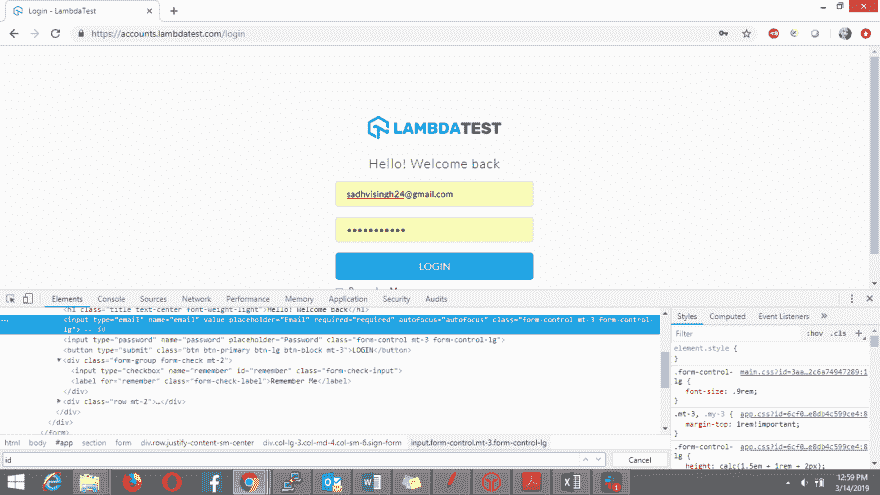 Login - LambdaTest
https://accounts.lambdatest.com/login
LAMBDATEST
Hello! Welcome back
sadhvisingh24@gmail.com
LOGIN
Elements Console Sources Network Performance Memory Application Security Audits
<h1 class="title text-center font-weight-light">Hello! Welcome back</h1>
<input type="email" name="email" value placeholder="Email" required="required" autofocus="autofocus" class="form-control mt-3 form-control-
lg"> == $0
<input type="password" name="password" placeholder="Password" class="form-control mt-3 form-control-lg">
<button type="submit" class="btn btn-primary btn-lg btn-block mt-3">LOGIN</button>
▼<div class="form-group form-check mt-2">
<input type="checkbox" name="remember" id="remember" class="form-check-input">
<label for="remember" class="form-check-label">Remember Me</label>
</div>
▶<div class="row mt-2">…</div>
</div>
</div>
</form>
html body #app section form div.row.justify-content-sm-center div.col-lg-3.col-md-4.col-sm-6.sign-form input.form-control.mt-3.form-control-lg
id
Cancel
Styles Computed Event Listeners »
Filter :hov .cls +
element.style {
}
.form-control- main.css?id=3aa…2c6a74947289:1
lg {
font-size: .9rem;
}
.mt-3, .my-3 { app.css?id=6cf0…e8db4c599ce4:8
margin-top: 1rem!important;
}
.form-control- app.css?id=6cf0…e8db4c599ce4:8
lg {
height: calc(1.5em + 1rem + 2px);
12:59 PM
3/14/2019